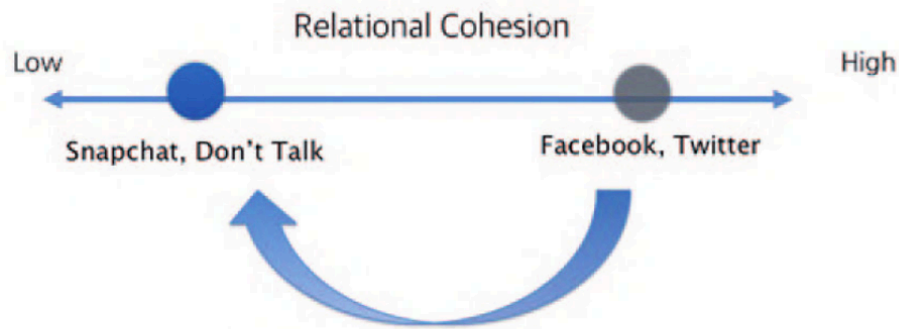 Relational Cohesion
Low
High
Snapchat, Don't Talk
Facebook, Twitter